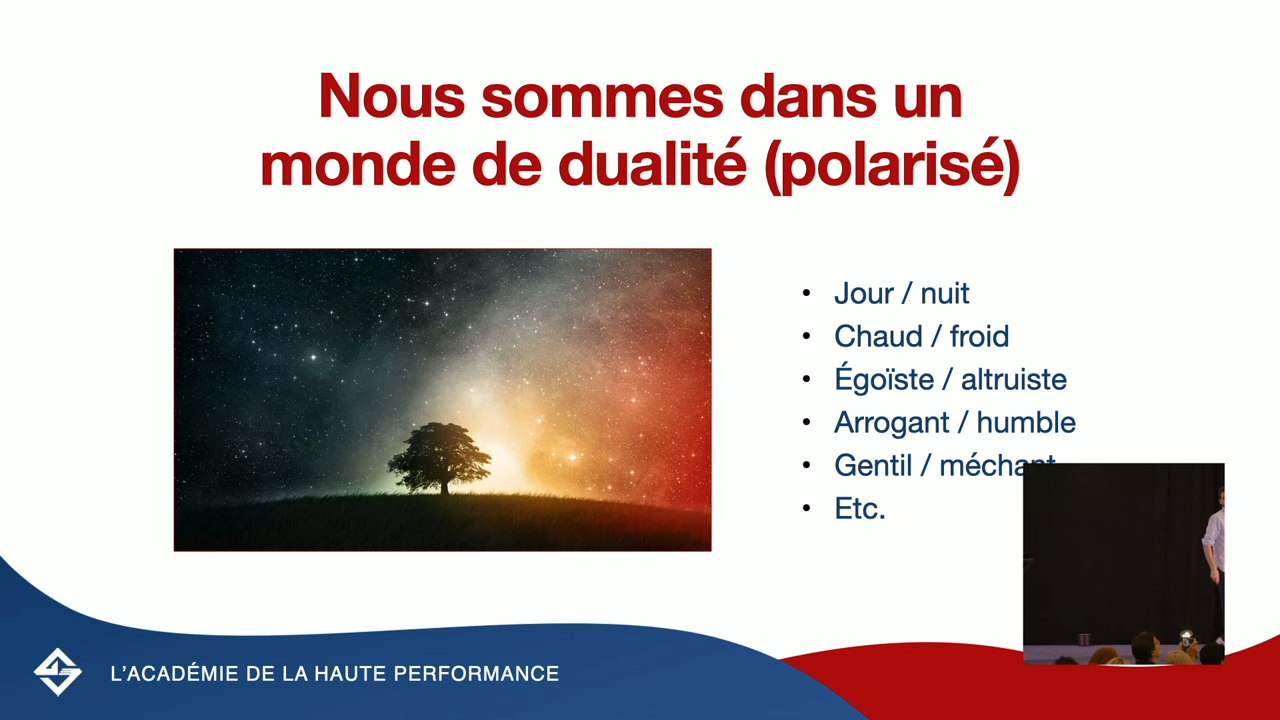 Nous sommes dans un
monde de dualité (polarisé)
• Jour / nuit
• Chaud / froid
• Égoïste / altruiste
• Arrogant / humble
• Gentil / méchant
• Etc.
L'ACADÉMIE DE LA HAUTE PERFORMANCE